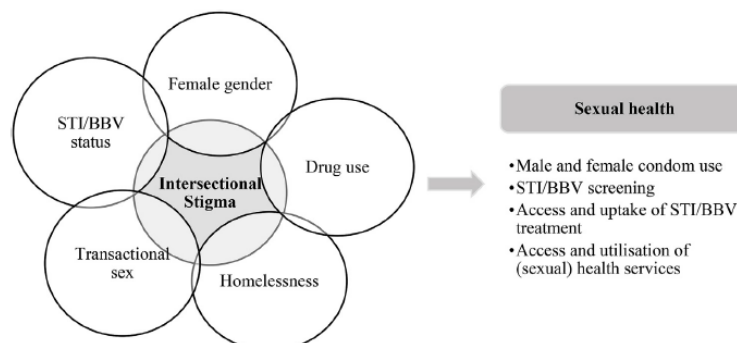 Female gender
STI/BBV
status
Drug use
Intersectional
Stigma
Transactional
sex
Homelessness
Sexual health
•Male and female condom use
•STI/BBV screening
•Access and uptake of STI/BBV
treatment
•Access and utilisation of
(sexual) health services